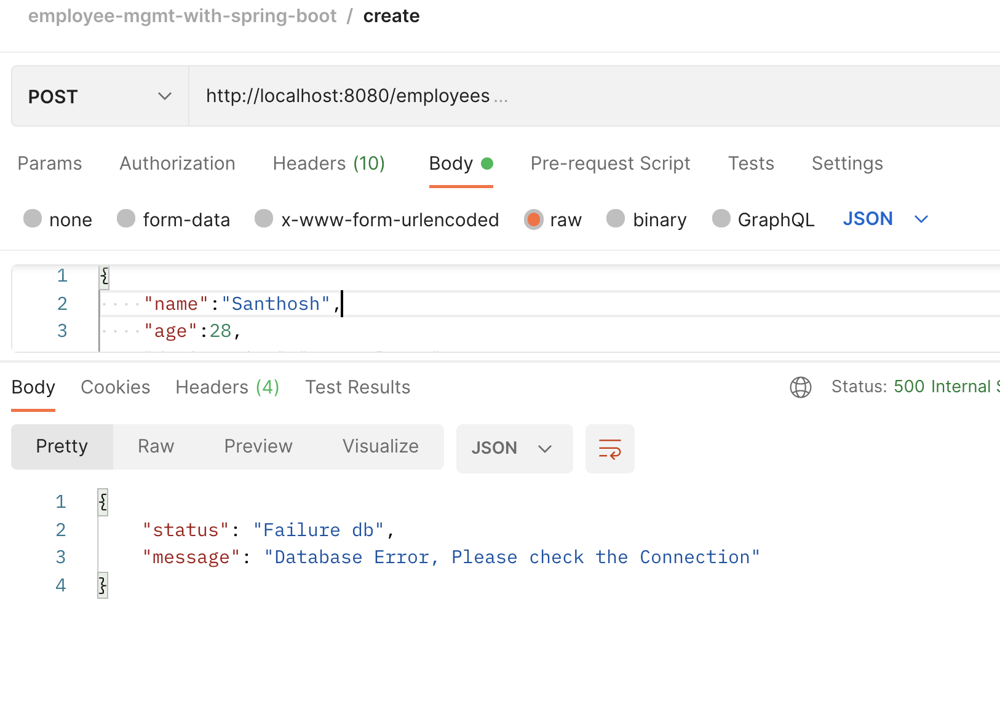 employee-mgmt-with-spring-boot / create
POST http://localhost:8080/employees ...
Params Authorization Headers (10) Body Pre-request Script Tests Settings
none form-data x-www-form-urlencoded raw binary GraphQL JSON
1 {
2 "name":"Santhosh",
3 "age":28,
Body Cookies Headers (4) Test Results Status: 500 Internal
Pretty Raw Preview Visualize JSON
1 {
2 "status": "Failure db",
3 "message": "Database Error, Please check the Connection"
4 }